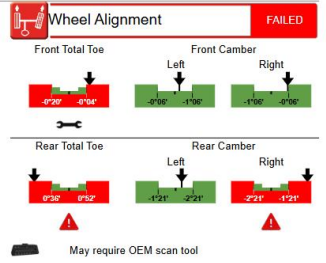 Wheel Alignment FAILED
Front Total Toe Front Camber
Left Right
-0°20' -0°04' -0°06' -1°06' -1°06' -0°06'
Rear Total Toe Rear Camber
Left Right
0°36' 0°52' -1°21' -2°21' -2°21' -1°21'
May require OEM scan tool